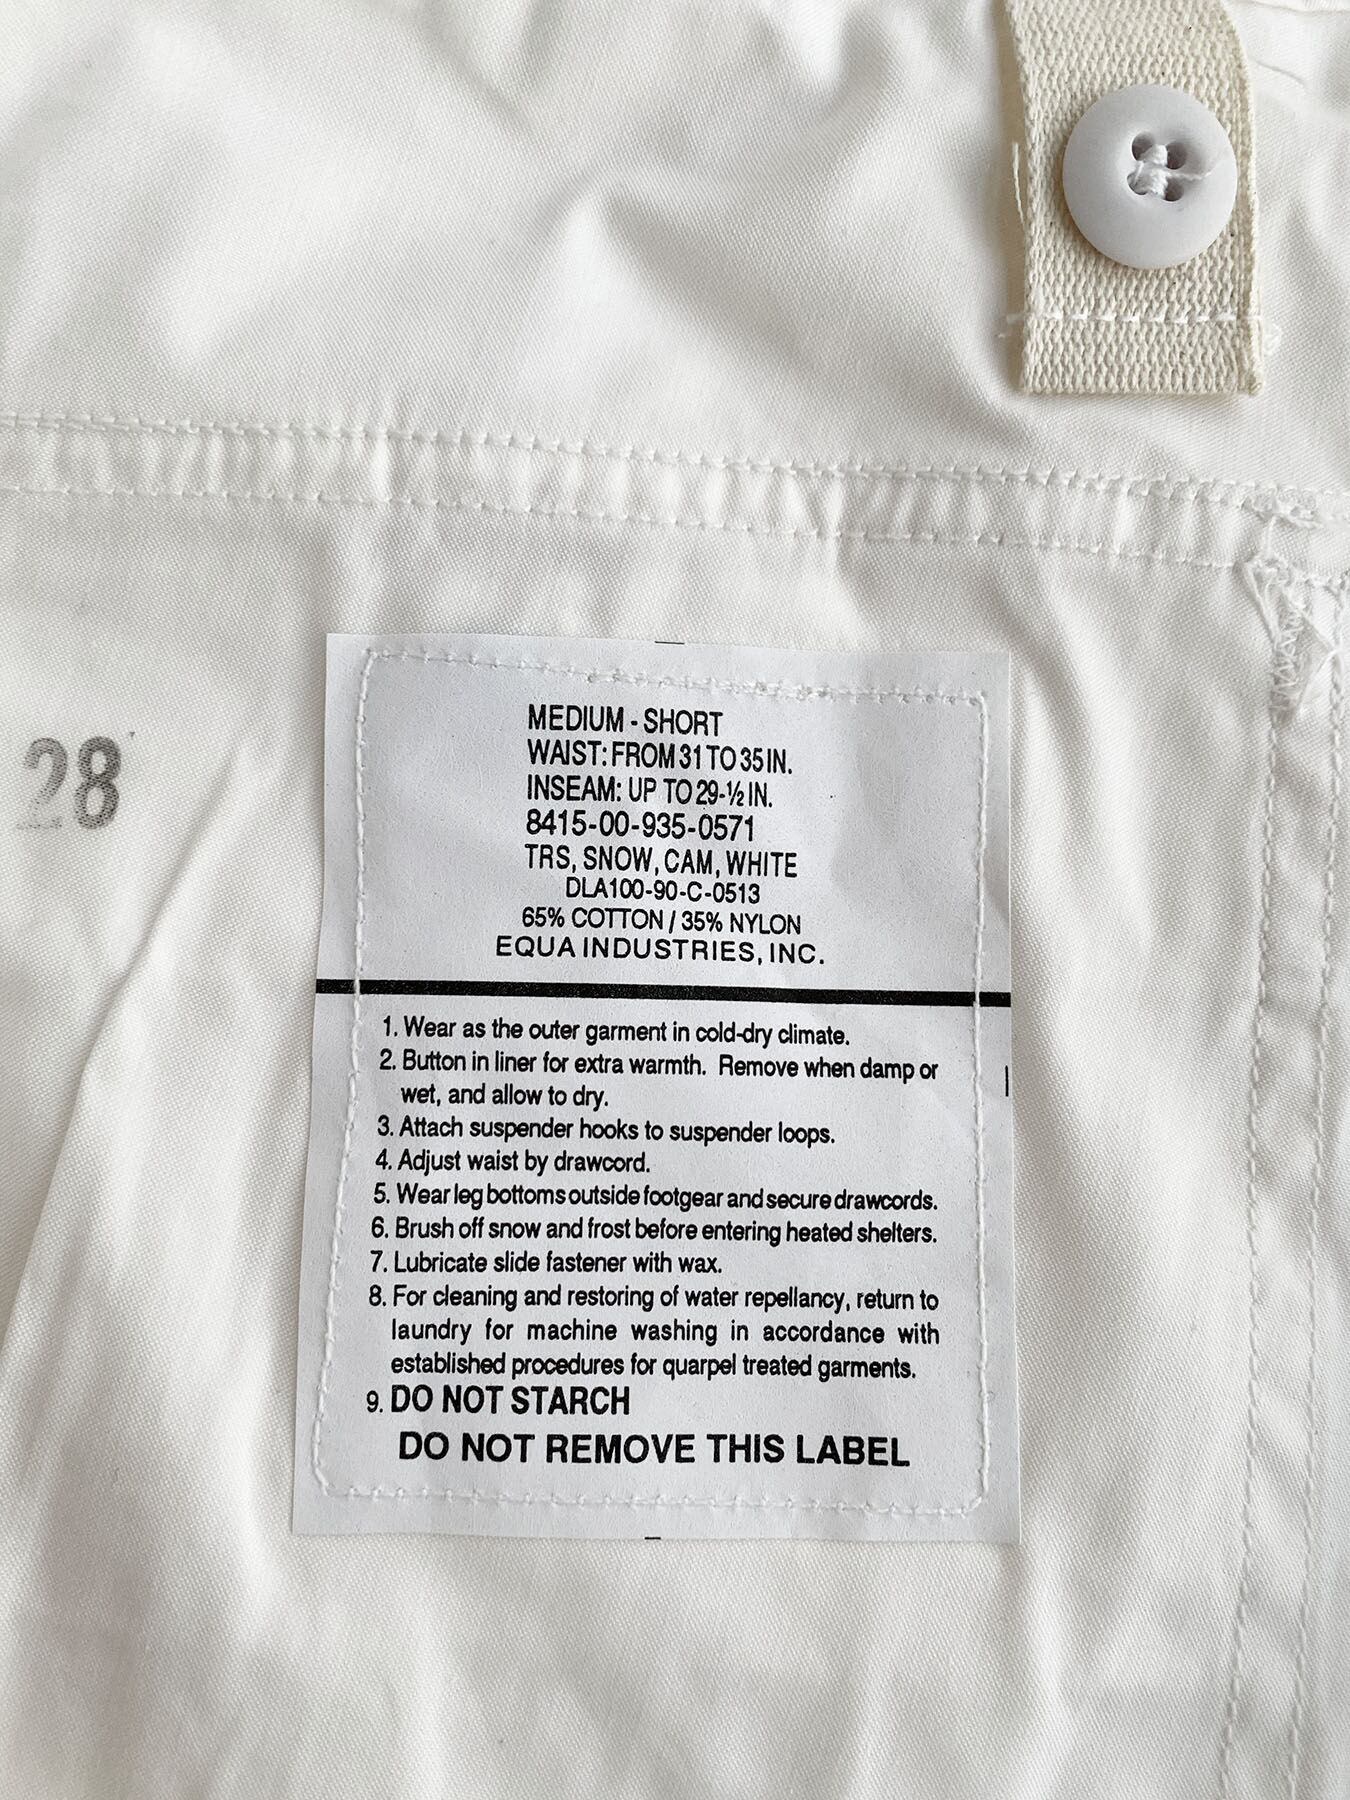 28
MEDIUM - SHORT
WAIST: FROM 31 TO 35 IN.
INSEAM: UP TO 29-½ IN.
8415-00-935-0571
TRS, SNOW, CAM, WHITE
DLA100-90-C-0513
65% COTTON / 35% NYLON
EQUA INDUSTRIES, INC.
1. Wear as the outer garment in cold-dry climate.
2. Button in liner for extra warmth. Remove when damp or
wet, and allow to dry.
3. Attach suspender hooks to suspender loops.
4. Adjust waist by drawcord.
5. Wear leg bottoms outside footgear and secure drawcords.
6. Brush off snow and frost before entering heated shelters.
7. Lubricate slide fastener with wax.
8. For cleaning and restoring of water repellancy, return to
laundry for machine washing in accordance with
established procedures for quarpel treated garments.
9. DO NOT STARCH
DO NOT REMOVE THIS LABEL